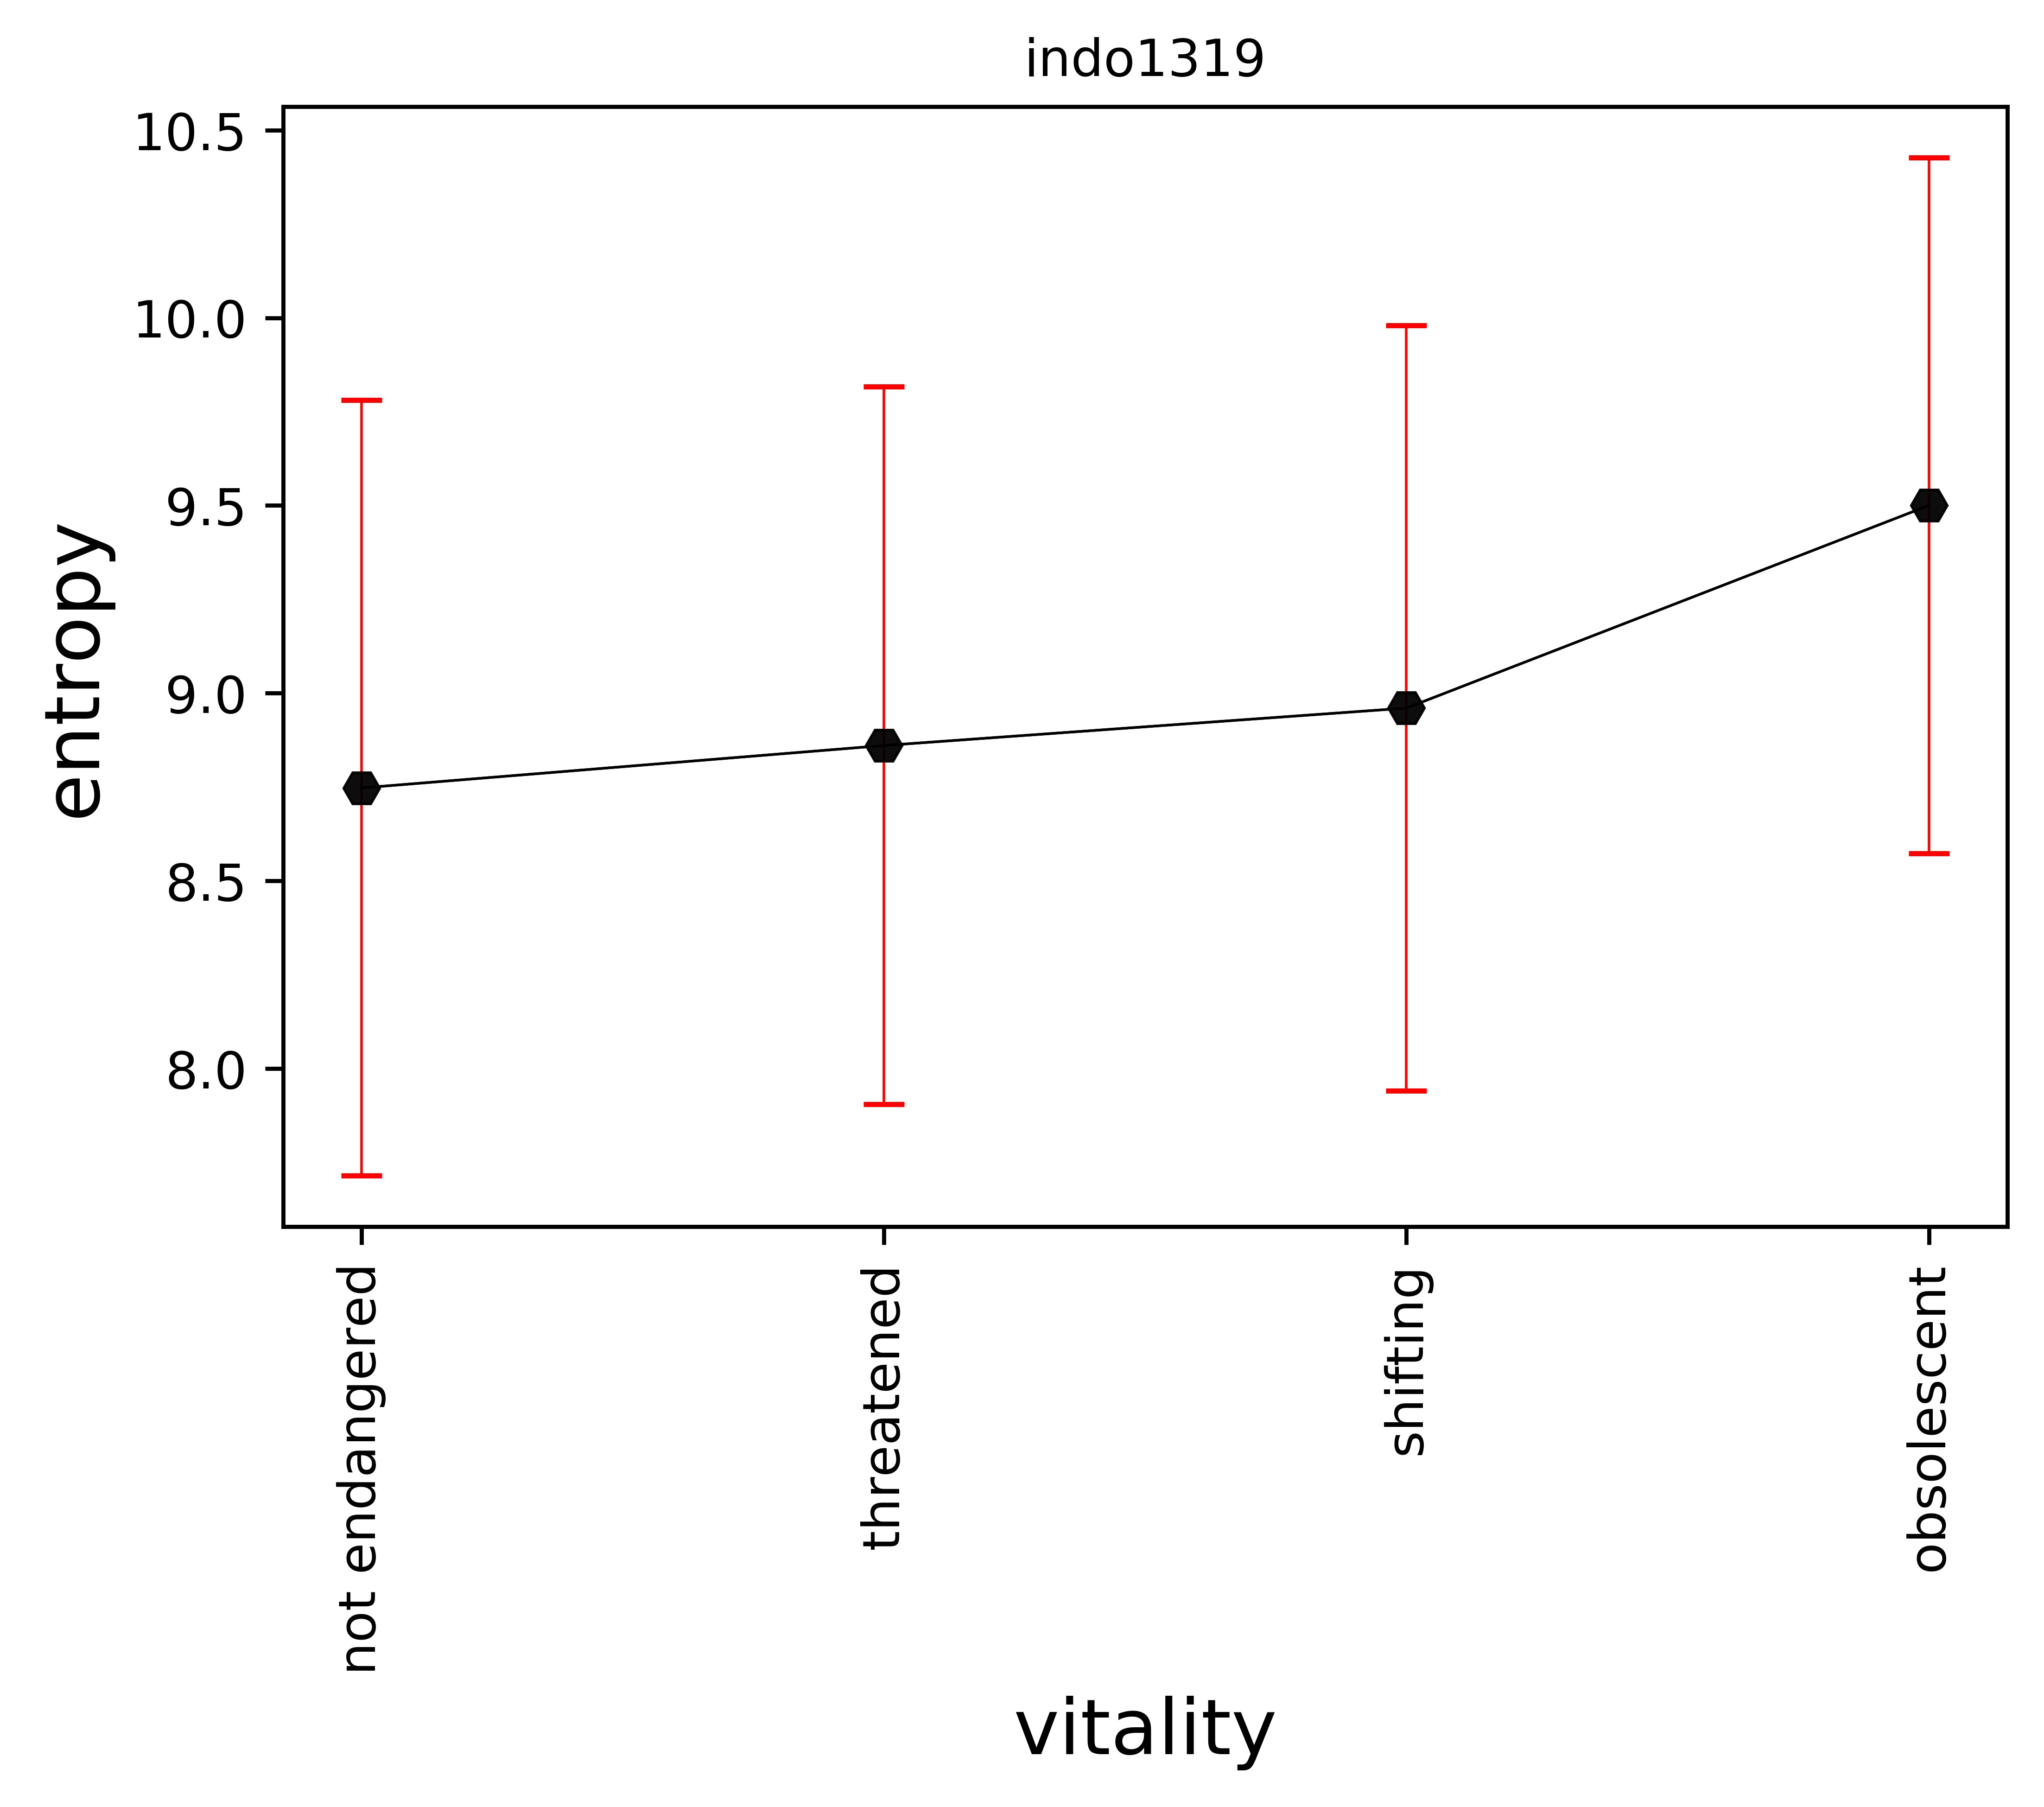 indo1319
10.5
10.0
9.5
9.0
8.5
8.0
entropy
not endangered
threatened
shifting
obsolescent
vitality